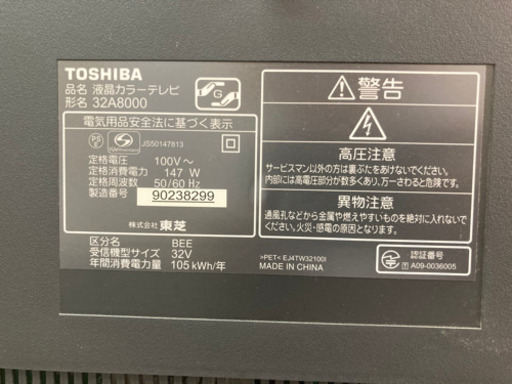 TOSHIBA
品名 液晶カラーテレビ
形名 32A8000
G
電気用品安全法に基づく表示
PS
E
JS50147813
定格電圧 100V～
定格消費電力 147 W
定格周波数 50/60 Hz
製造番号 90238299
株式会社 東芝
区分名 BEE
受信機型サイズ 32V
年間消費電力量 105 kWh/年
警告
高圧注意
サービスマン以外の方は、裏ぶたをあけないでください。
内には高電圧部分が数多くあり、万一さわると危険です。
異物注意
通風孔などから金属や燃えやすいものを絶対に入れないで
ください。火災・感電の原因となります。
>PET< EJ4TW32100I
MADE IN CHINA
認証番号
A09-0036005